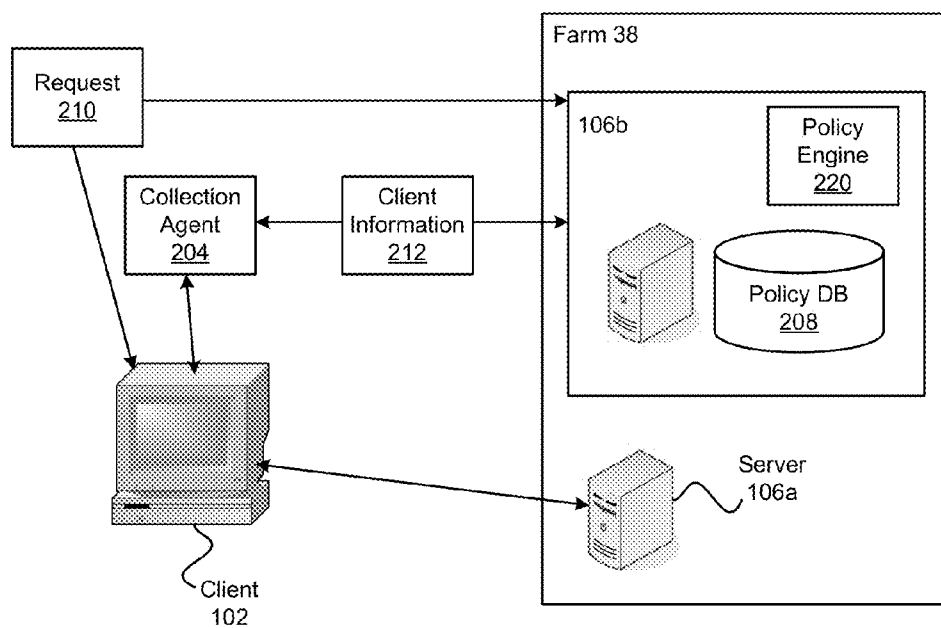 Farm 38
Request
210
106b
Policy
Engine
220
Collection
Agent
204
Client
Information
212
Policy DB
208
Server
106a
Client
102